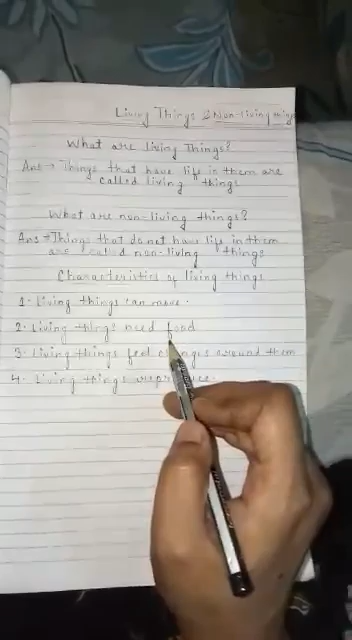 Living Things & Non-living things
What are living Things?
Ans → Things that have life in them are
called living things
What are non-living things?
Ans → Things that do not have life in them
are called non-living things
Characteristics of living things
1. Living things can move.
2. Living things need food
3. Living things feel changes around them
4. Living things